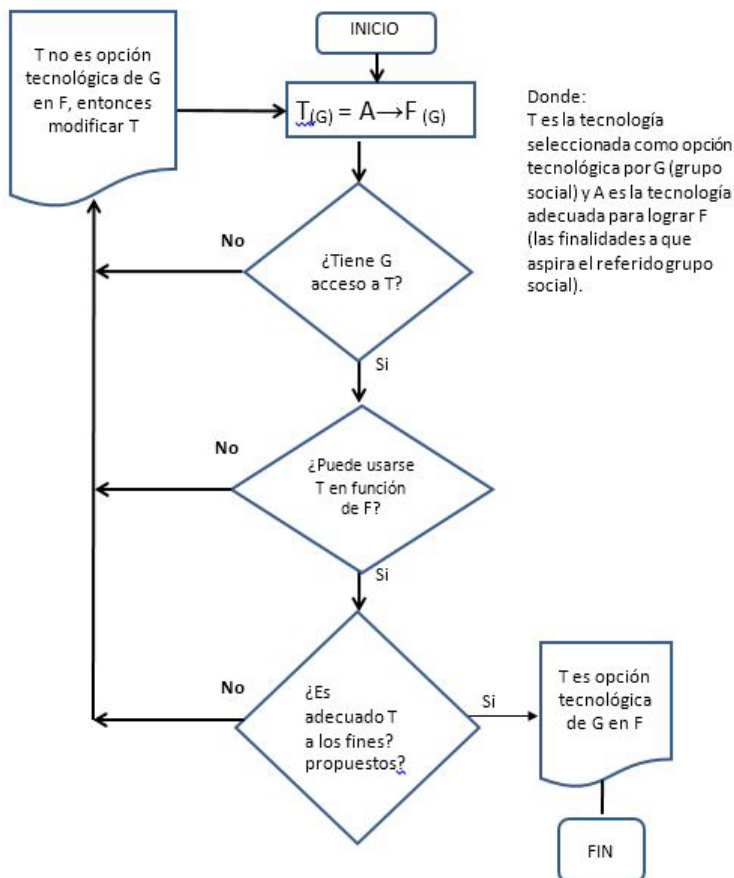 INICIO
T no es opción
tecnológica de G
en F, entonces
modificar T
T(G) = A→F (G)
Donde:
T es la tecnología
seleccionada como opción
tecnológica por G (grupo
social) y A es la tecnología
adecuada para lograr F
(las finalidades a que
aspira el referido grupo
social).
No
¿Tiene G
acceso a T?
Si
No
¿Puede usarse
T en función
de F?
Si
No
¿Es
adecuado T
a los fines?
propuestos?
Si
T es opción
tecnológica
de G en F
FIN